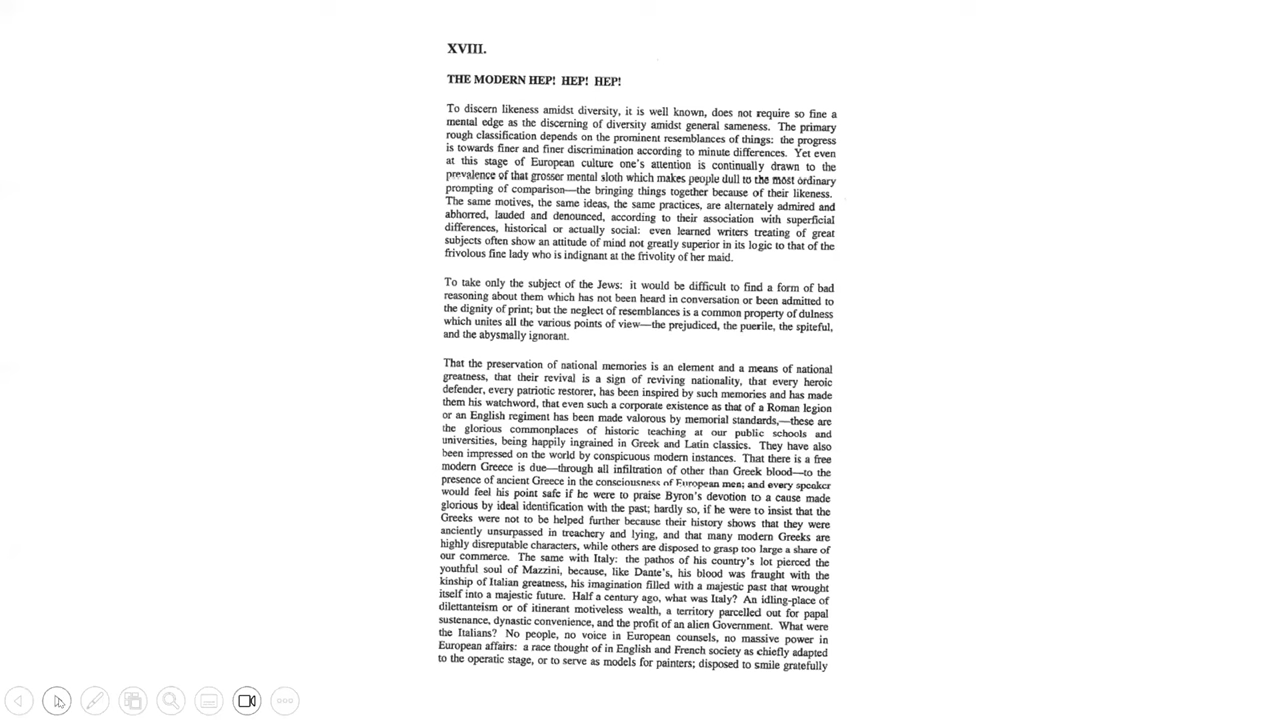 XVIII.
THE MODERN HEP! HEP! HEP!
To discern likeness amidst diversity, it is well known, does not require so fine a
mental edge as the discerning of diversity amidst general sameness. The primary
rough classification depends on the prominent resemblances of things: the progress
is towards finer and finer discrimination according to minute differences. Yet even
at this stage of European culture one's attention is continually drawn to the
prevalence of that grosser mental sloth which makes people dull to the most ordinary
prompting of comparison—the bringing things together because of their likeness.
The same motives, the same ideas, the same practices, are alternately admired and
abhorred, lauded and denounced, according to their association with superficial
differences, historical or actually social: even learned writers treating of great
subjects often show an attitude of mind not greatly superior in its logic to that of the
frivolous fine lady who is indignant at the frivolity of her maid.
To take only the subject of the Jews: it would be difficult to find a form of bad
reasoning about them which has not been heard in conversation or been admitted to
the dignity of print; but the neglect of resemblances is a common property of dulness
which unites all the various points of view—the prejudiced, the puerile, the spiteful,
and the abysmally ignorant.
That the preservation of national memories is an element and a means of national
greatness, that their revival is a sign of reviving nationality, that every heroic
defender, every patriotic restorer, has been inspired by such memories and has made
them his watchword, that even such a corporate existence as that of a Roman legion
or an English regiment has been made valorous by memorial standards,—these are
the glorious commonplaces of historic teaching at our public schools and
universities, being happily ingrained in Greek and Latin classics. They have also
been impressed on the world by conspicuous modern instances. That there is a free
modern Greece is due—through all infiltration of other than Greek blood—to the
presence of ancient Greece in the consciousness of European men; and every speaker
would feel his point safe if he were to praise Byron's devotion to a cause made
glorious by ideal identification with the past; hardly so, if he were to insist that the
Greeks were not to be helped further because their history shows that they were
anciently unsurpassed in treachery and lying, and that many modern Greeks are
highly disreputable characters, while others are disposed to grasp too large a share of
our commerce. The same with Italy: the pathos of his country's lot pierced the
youthful soul of Mazzini, because, like Dante's, his blood was fraught with the
kinship of Italian greatness, his imagination filled with a majestic past that wrought
itself into a majestic future. Half a century ago, what was Italy? An idling-place of
dilettanteism or of itinerant motiveless wealth, a territory parcelled out for papal
sustenance, dynastic convenience, and the profit of an alien Government. What were
the Italians? No people, no voice in European counsels, no massive power in
European affairs: a race thought of in English and French society as chiefly adapted
to the operatic stage, or to serve as models for painters; disposed to smile gratefully